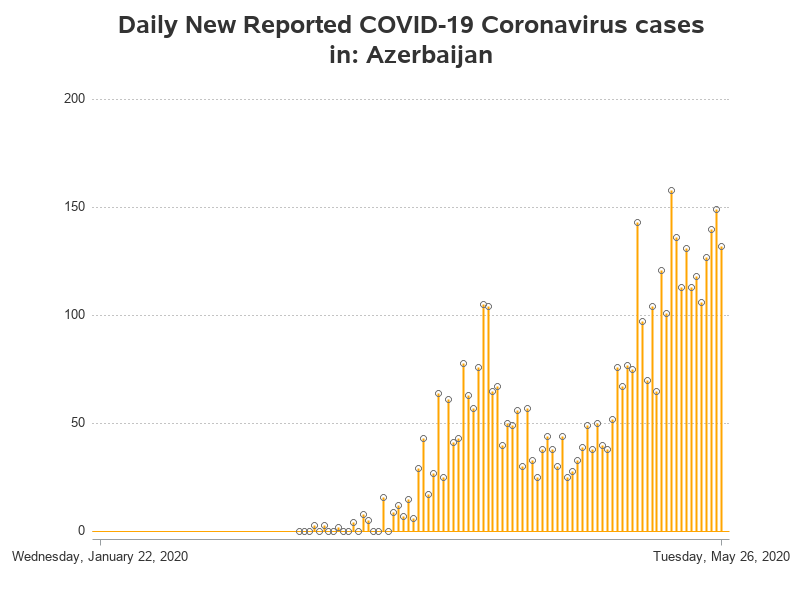 Daily New Reported COVID-19 Coronavirus cases
in: Azerbaijan
200
150
100
50
0
Wednesday, January 22, 2020
Tuesday, May 26, 2020